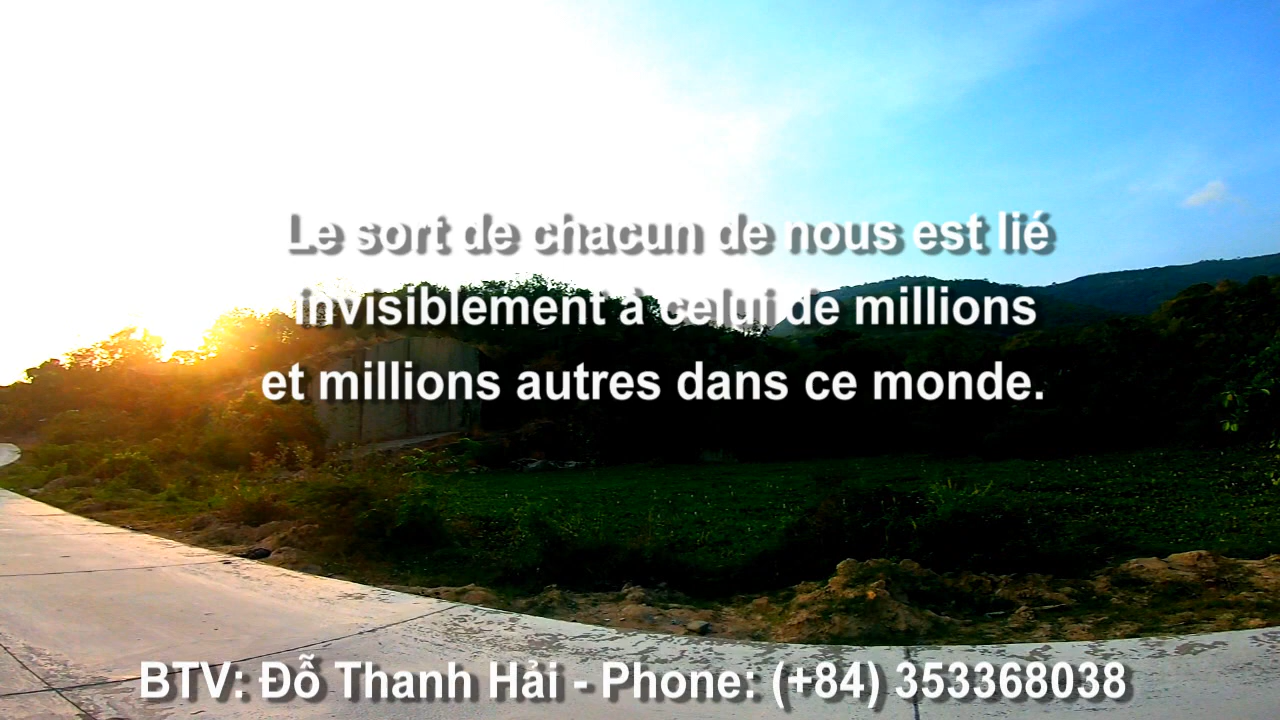 Le sort de chacun de nous est lié
invisiblement à celui de millions
et millions autres dans ce monde.
BTV: Đỗ Thanh Hải - Phone: (+84) 353368038